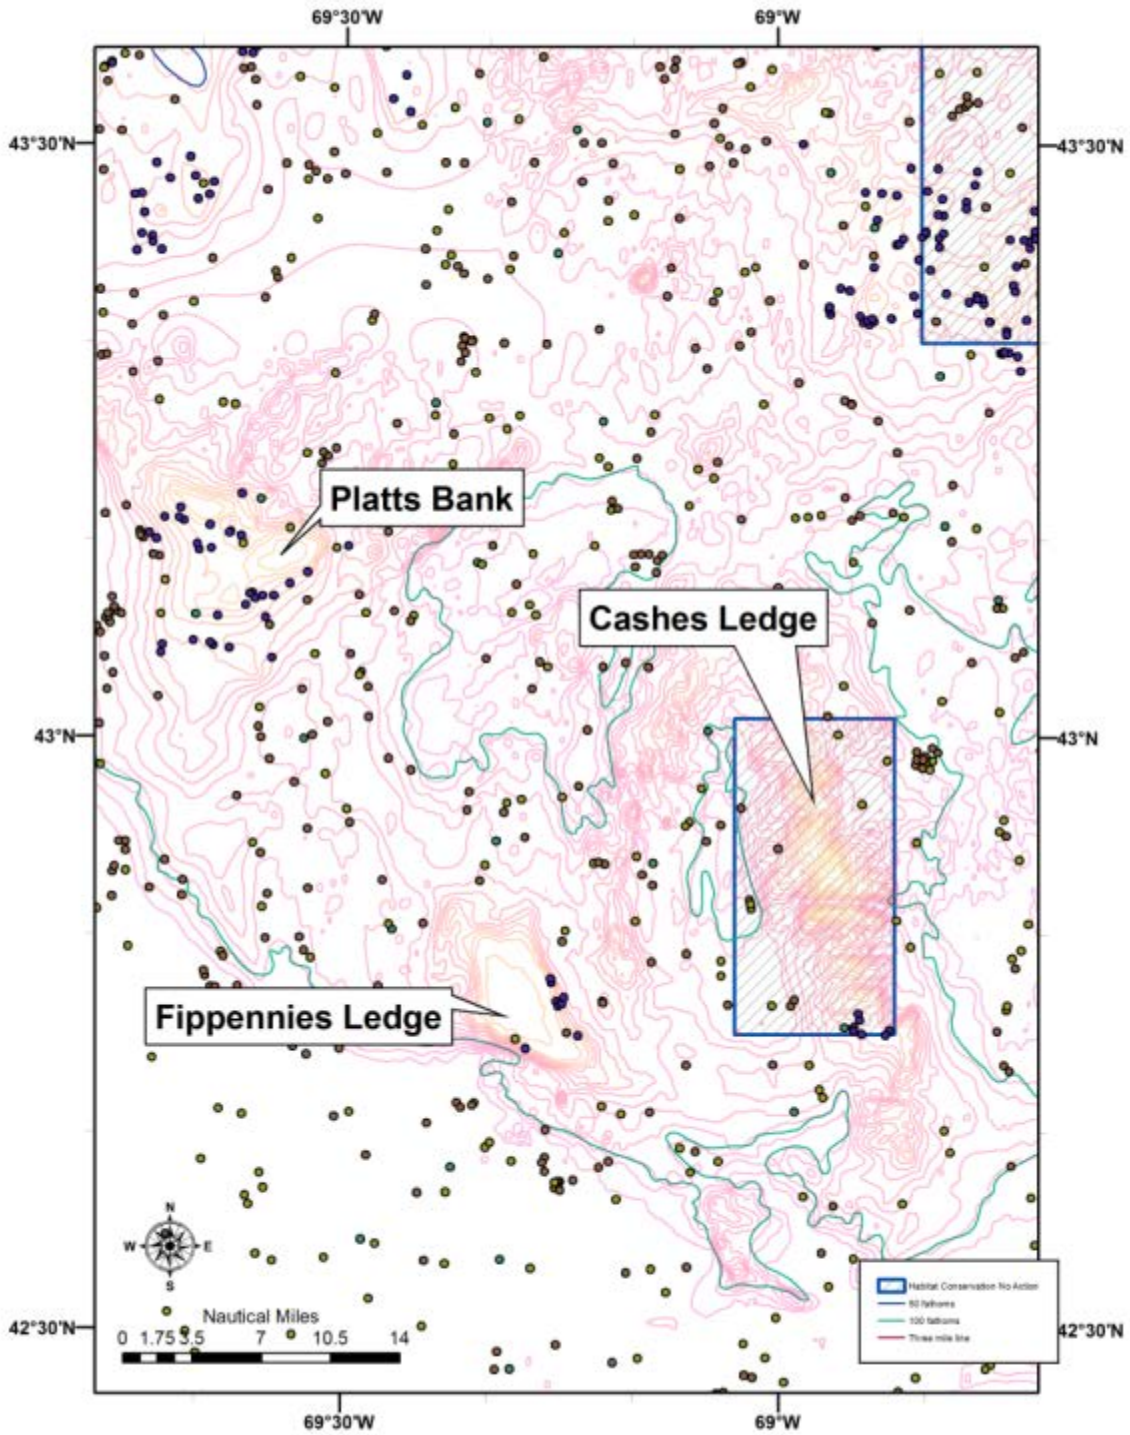 69°30'W 69°W
43°30'N 43°30'N
Platts Bank
Cashes Ledge
43°N 43°N
Fippennies Ledge
N
W E
S
Nautical Miles
0 1.75 3.5 7 10.5 14
Habitat Conservation No Action
50 fathoms
100 fathoms
Three mile line
42°30'N 42°30'N
69°30'W 69°W